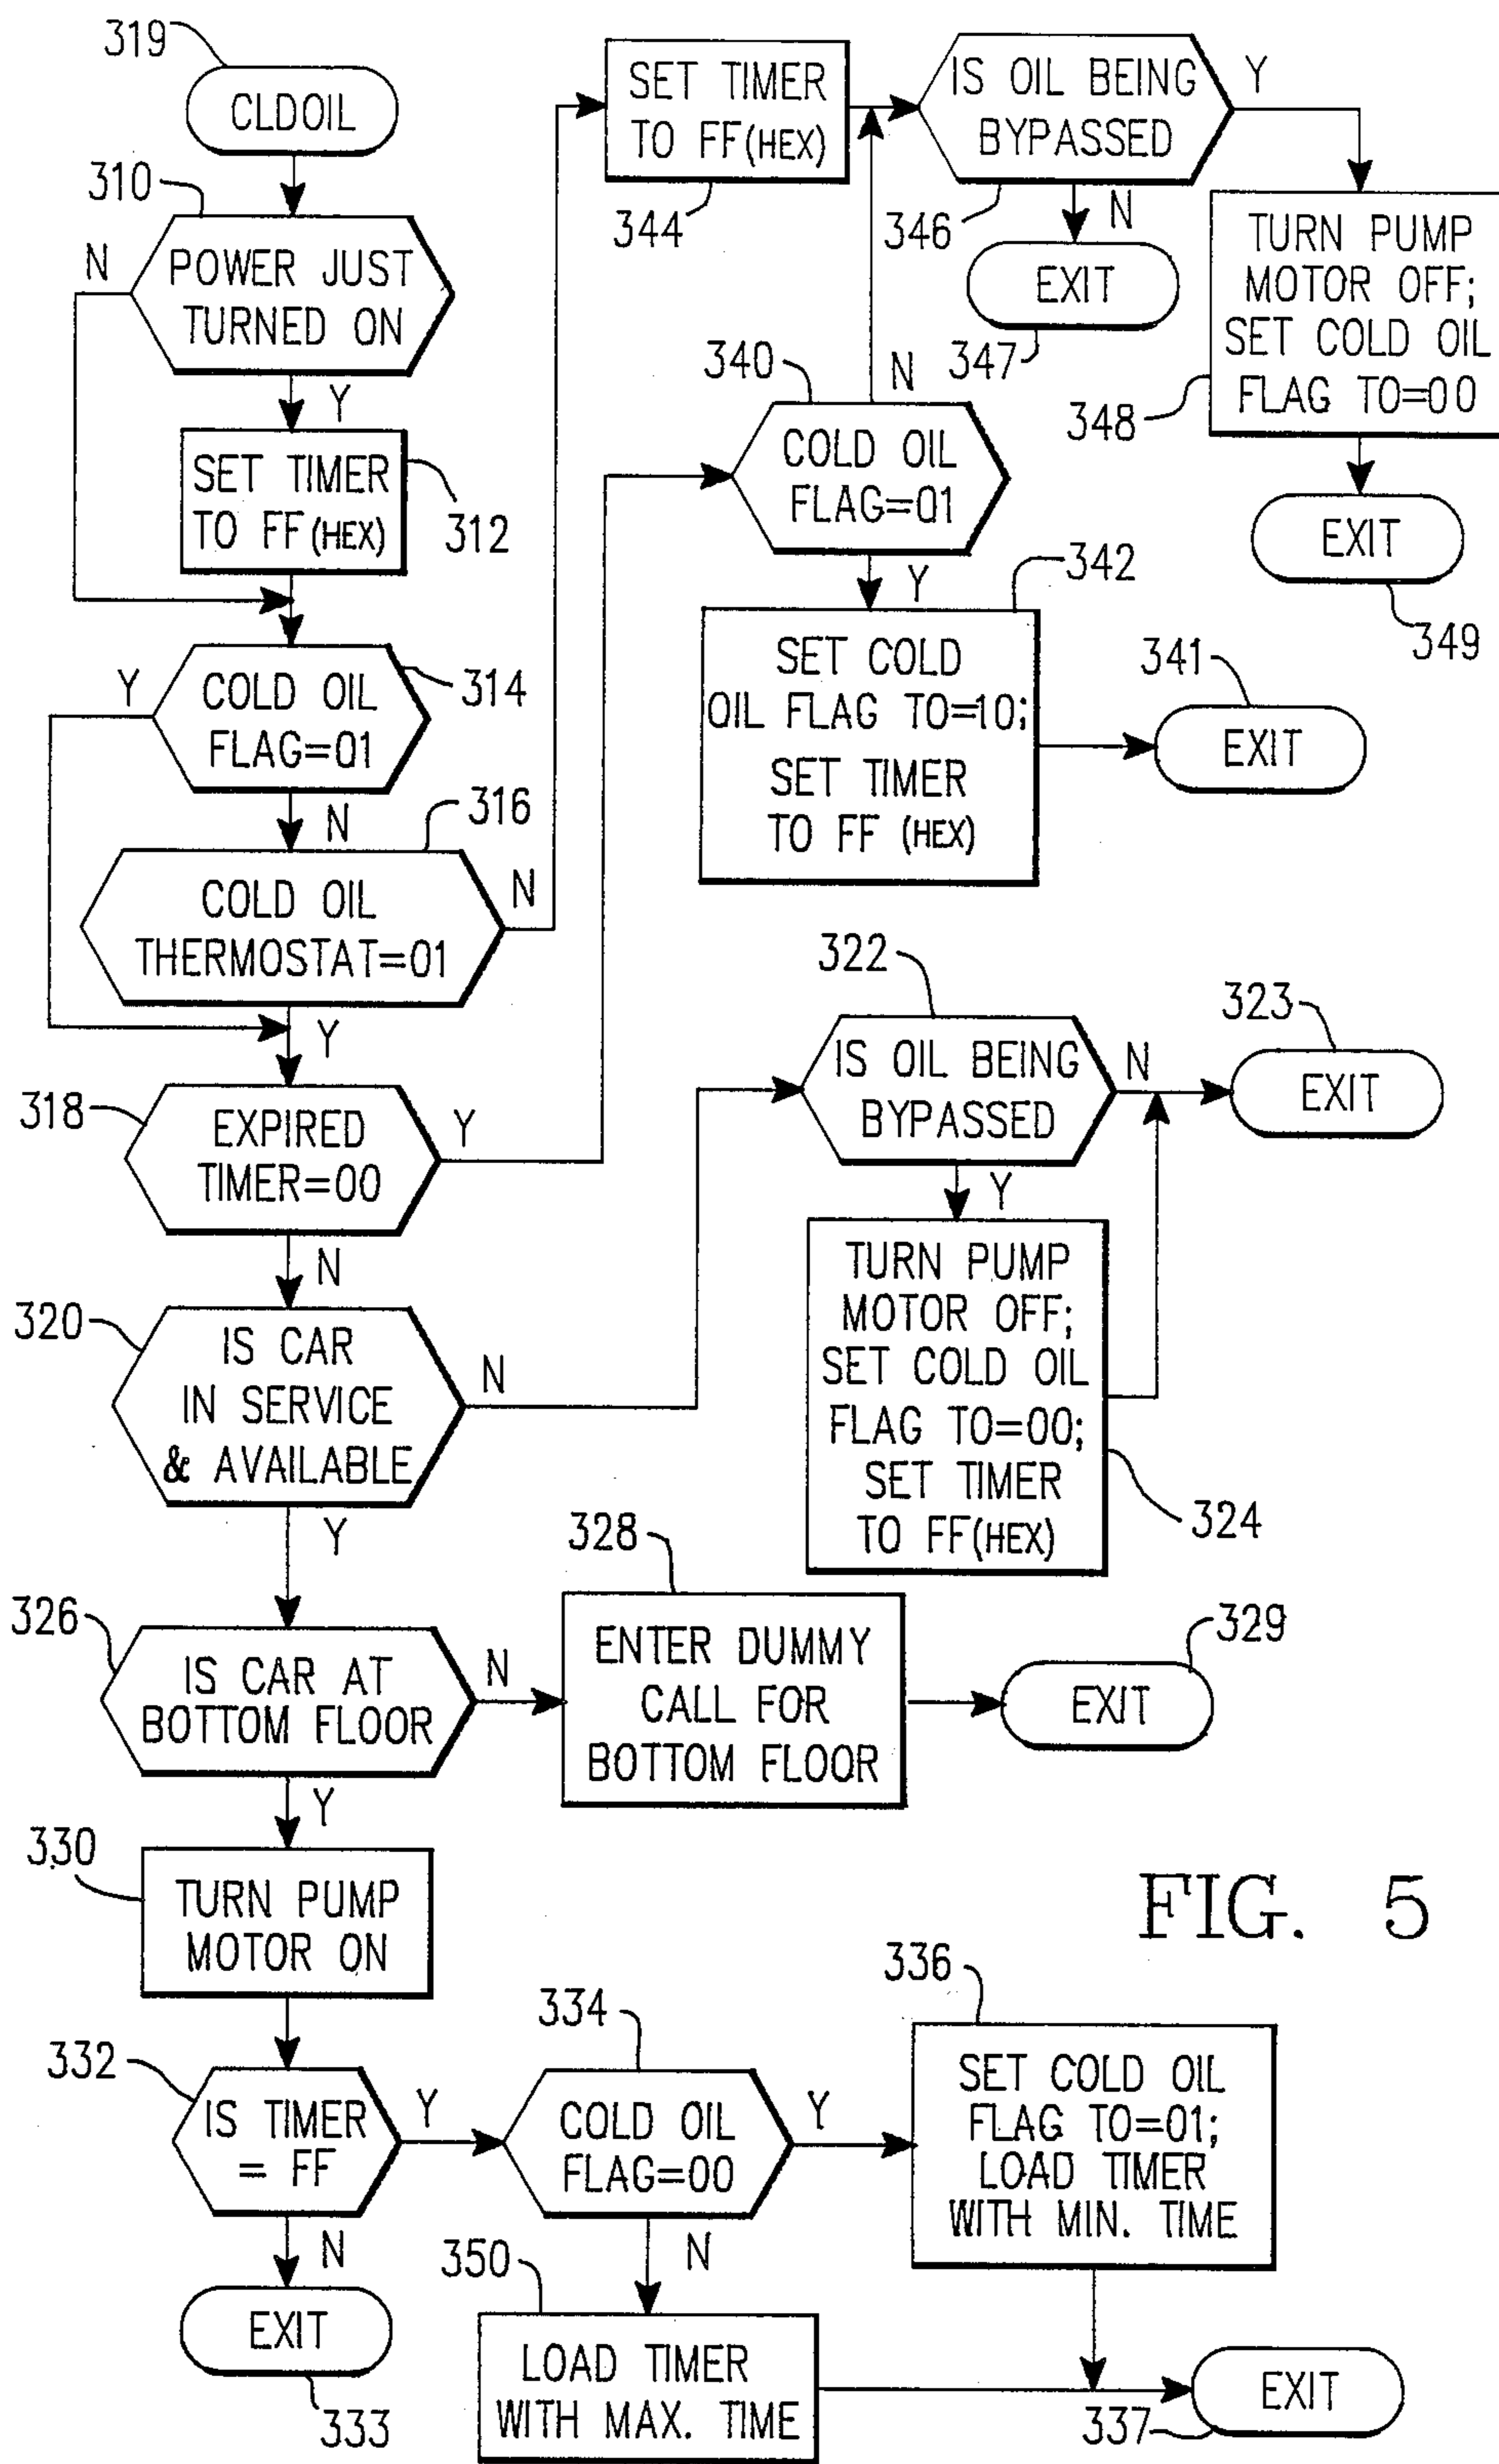 319
CLDOIL
310
N
POWER JUST
TURNED ON
Y
SET TIMER
TO FF (HEX)
312
Y
COLD OIL
FLAG=01
314
N
316
COLD OIL
THERMOSTAT=01
N
Y
318
EXPIRED
TIMER=00
Y
N
320
IS CAR
IN SERVICE
& AVAILABLE
N
Y
326
IS CAR AT
BOTTOM FLOOR
N
Y
328
ENTER DUMMY
CALL FOR
BOTTOM FLOOR
329
EXIT
330
TURN PUMP
MOTOR ON
332
IS TIMER
= FF
Y
N
EXIT
333
334
COLD OIL
FLAG=00
Y
N
350
LOAD TIMER
WITH MAX. TIME
336
SET COLD OIL
FLAG TO=01;
LOAD TIMER
WITH MIN. TIME
EXIT
337
SET TIMER
TO FF(HEX)
344
IS OIL BEING
BYPASSED
Y
346
N
EXIT
347
TURN PUMP
MOTOR OFF;
SET COLD OIL
FLAG TO=00
348
EXIT
349
340
N
COLD OIL
FLAG=01
Y
342
SET COLD
OIL FLAG TO=10;
SET TIMER
TO FF (HEX)
341
EXIT
322
IS OIL BEING
BYPASSED
N
323
EXIT
Y
TURN PUMP
MOTOR OFF;
SET COLD OIL
FLAG TO=00;
SET TIMER
TO FF(HEX)
324
FIG. 5